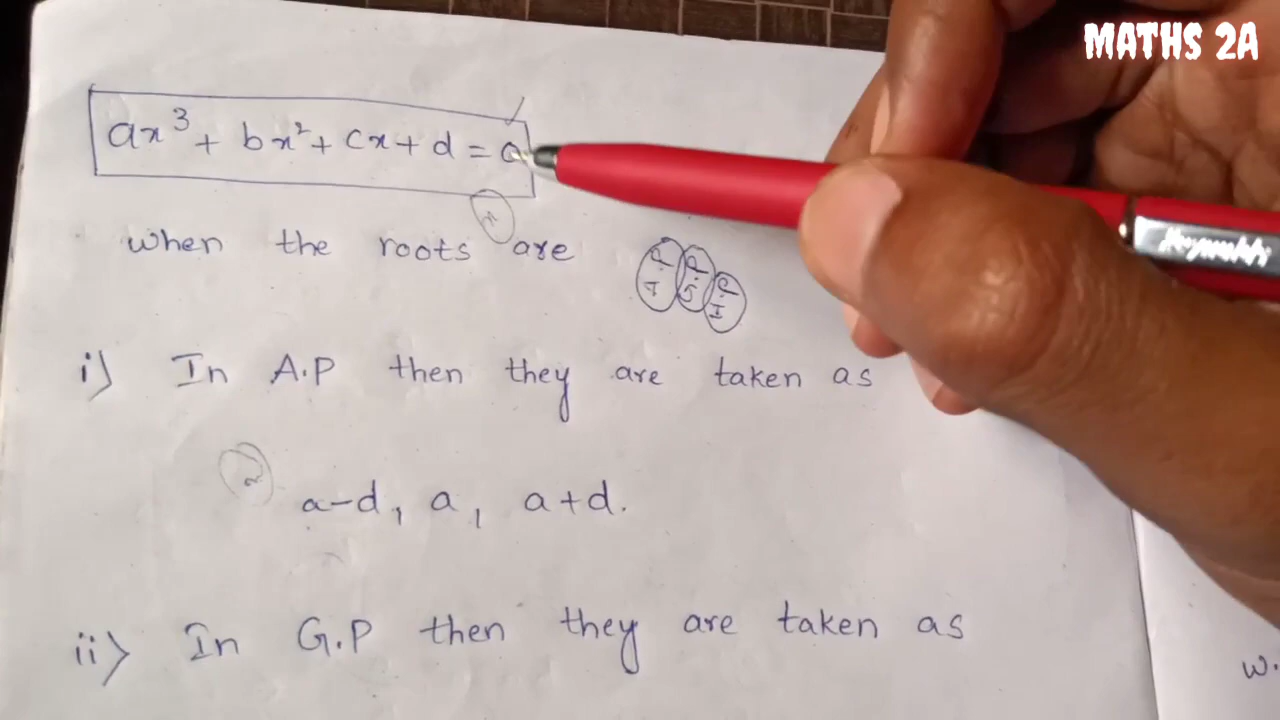 MATHS 2A
ax³ + bx² + cx + d = 0
when the roots are
i) In A.P then they are taken as
a-d, a, a+d.
ii) In G.P then they are taken as
w.